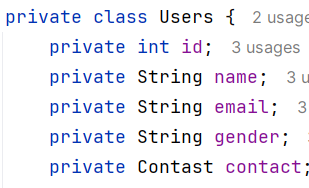 private class Users { 2 usage
private int id; 3 usages
private String name; 3 u
private String email; 3
private String gender;
private Contast contact;